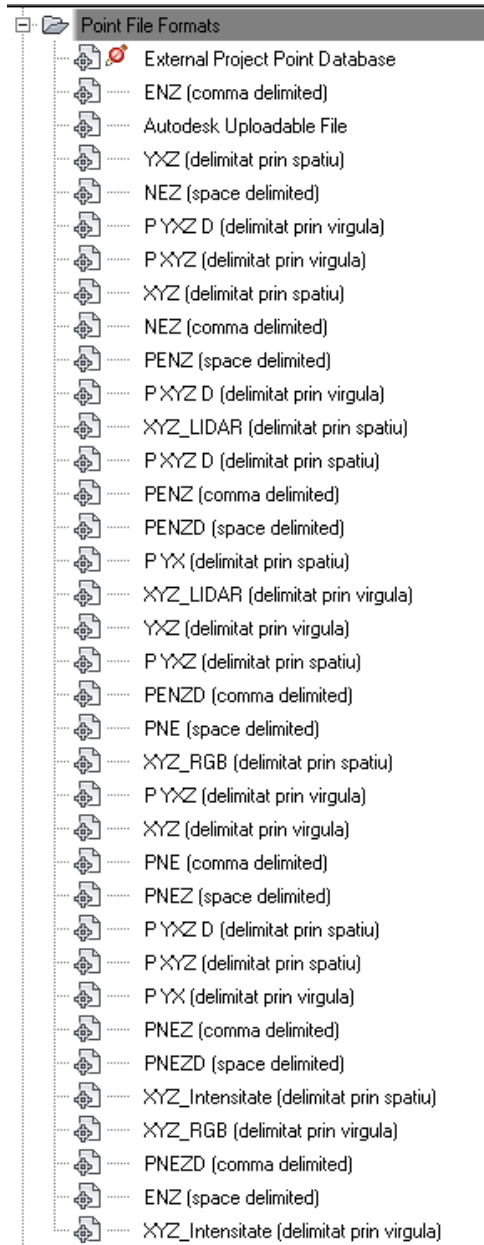 Point File Formats
External Project Point Database
ENZ (comma delimited)
Autodesk Uploadable File
YXZ (delimitat prin spatiu)
NEZ (space delimited)
P YXZ D (delimitat prin virgula)
P XYZ (delimitat prin virgula)
XYZ (delimitat prin spatiu)
NEZ (comma delimited)
PENZ (space delimited)
P XYZ D (delimitat prin virgula)
XYZ_LIDAR (delimitat prin spatiu)
P XYZ D (delimitat prin spatiu)
PENZ (comma delimited)
PENZD (space delimited)
P YX (delimitat prin spatiu)
XYZ_LIDAR (delimitat prin virgula)
YXZ (delimitat prin virgula)
P YXZ (delimitat prin spatiu)
PENZD (comma delimited)
PNE (space delimited)
XYZ_RGB (delimitat prin spatiu)
P YXZ (delimitat prin virgula)
XYZ (delimitat prin virgula)
PNE (comma delimited)
PNEZ (space delimited)
P YXZ D (delimitat prin spatiu)
P XYZ (delimitat prin spatiu)
P YX (delimitat prin virgula)
PNEZ (comma delimited)
PNEZD (space delimited)
XYZ_Intensitate (delimitat prin spatiu)
XYZ_RGB (delimitat prin virgula)
PNEZD (comma delimited)
ENZ (space delimited)
XYZ_Intensitate (delimitat prin virgula)